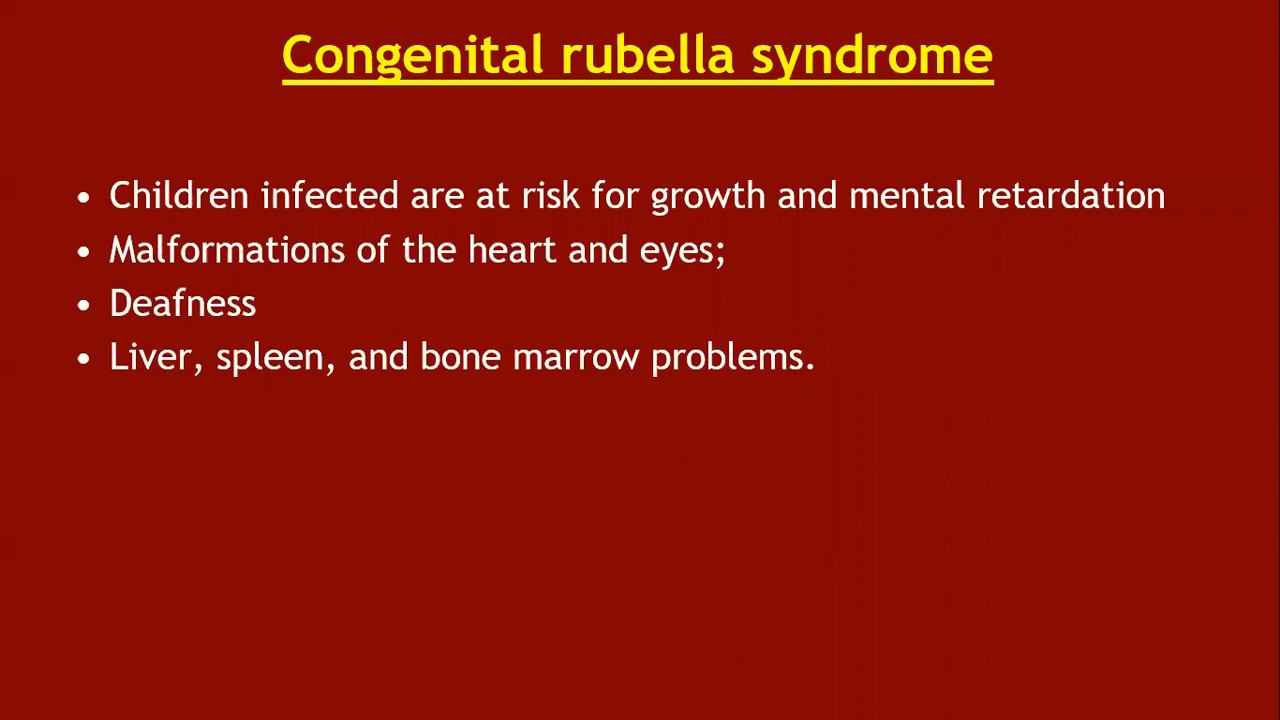 Congenital rubella syndrome
• Children infected are at risk for growth and mental retardation
• Malformations of the heart and eyes;
• Deafness
• Liver, spleen, and bone marrow problems.